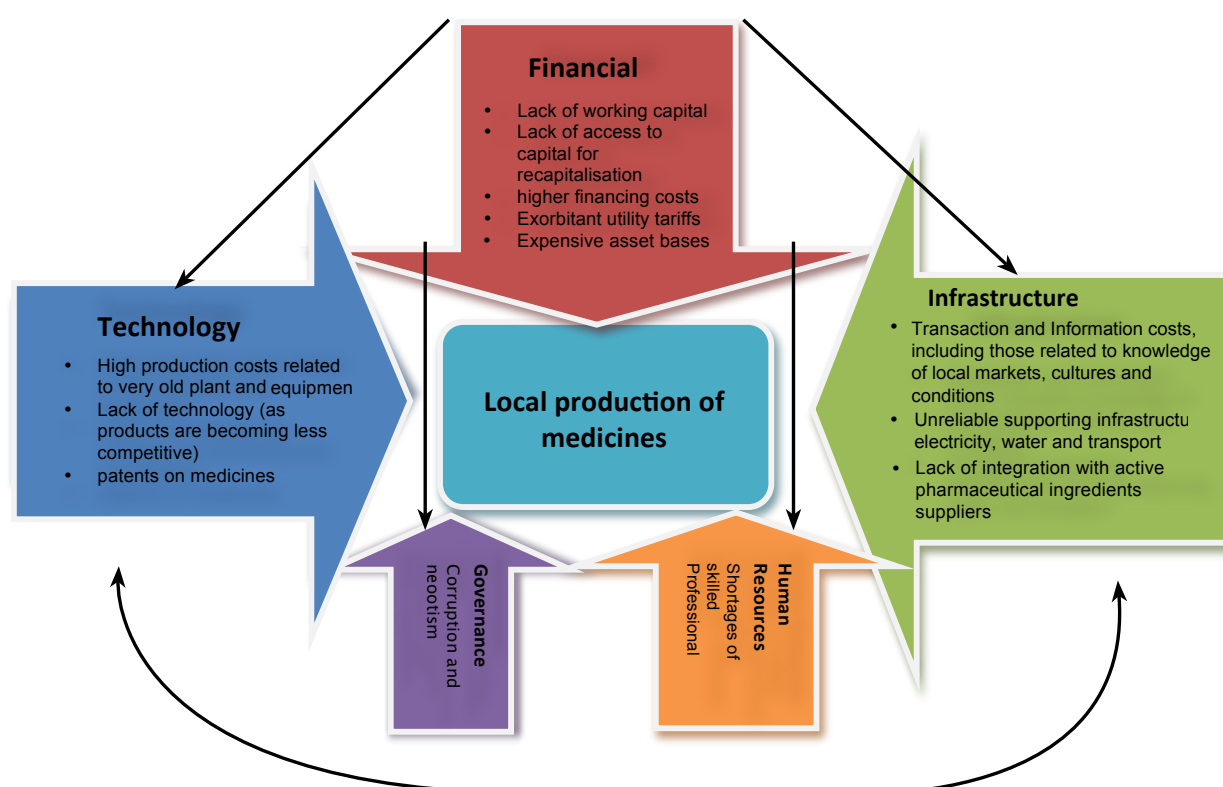 Financial
• Lack of working capital
• Lack of access to
capital for
recapitalisation
• higher financing costs
• Exorbitant utility tariffs
• Expensive asset bases
Technology
• High production costs related
to very old plant and equipmen
• Lack of technology (as
products are becoming less
competitive)
• patents on medicines
Local production of
medicines
Infrastructure
• Transaction and Information costs,
including those related to knowledge
of local markets, cultures and
conditions
• Unreliable supporting infrastructu
electricity, water and transport
• Lack of integration with active
pharmaceutical ingredients
suppliers
Governance
Corruption and
neootism
Human
Resources
Shortages of
skilled
Professional